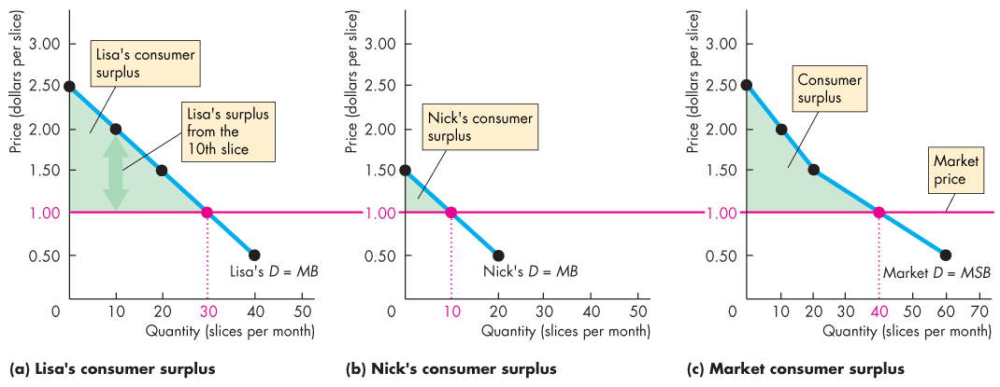 Price (dollars per slice)
3.00
2.50
2.00
1.50
1.00
0.50
0
10
20
30
40
50
Quantity (slices per month)
Lisa's consumer
surplus
Lisa's surplus
from the
10th slice
Lisa's D = MB
(a) Lisa's consumer surplus
Price (dollars per slice)
3.00
2.50
2.00
1.50
1.00
0.50
0
10
20
30
40
50
Quantity (slices per month)
Nick's consumer
surplus
Nick's D = MB
(b) Nick's consumer surplus
Price (dollars per slice)
3.00
2.50
2.00
1.50
1.00
0.50
0
10
20
30
40
50
60
70
Quantity (slices per month)
Consumer
surplus
Market
price
Market D = MSB
(c) Market consumer surplus